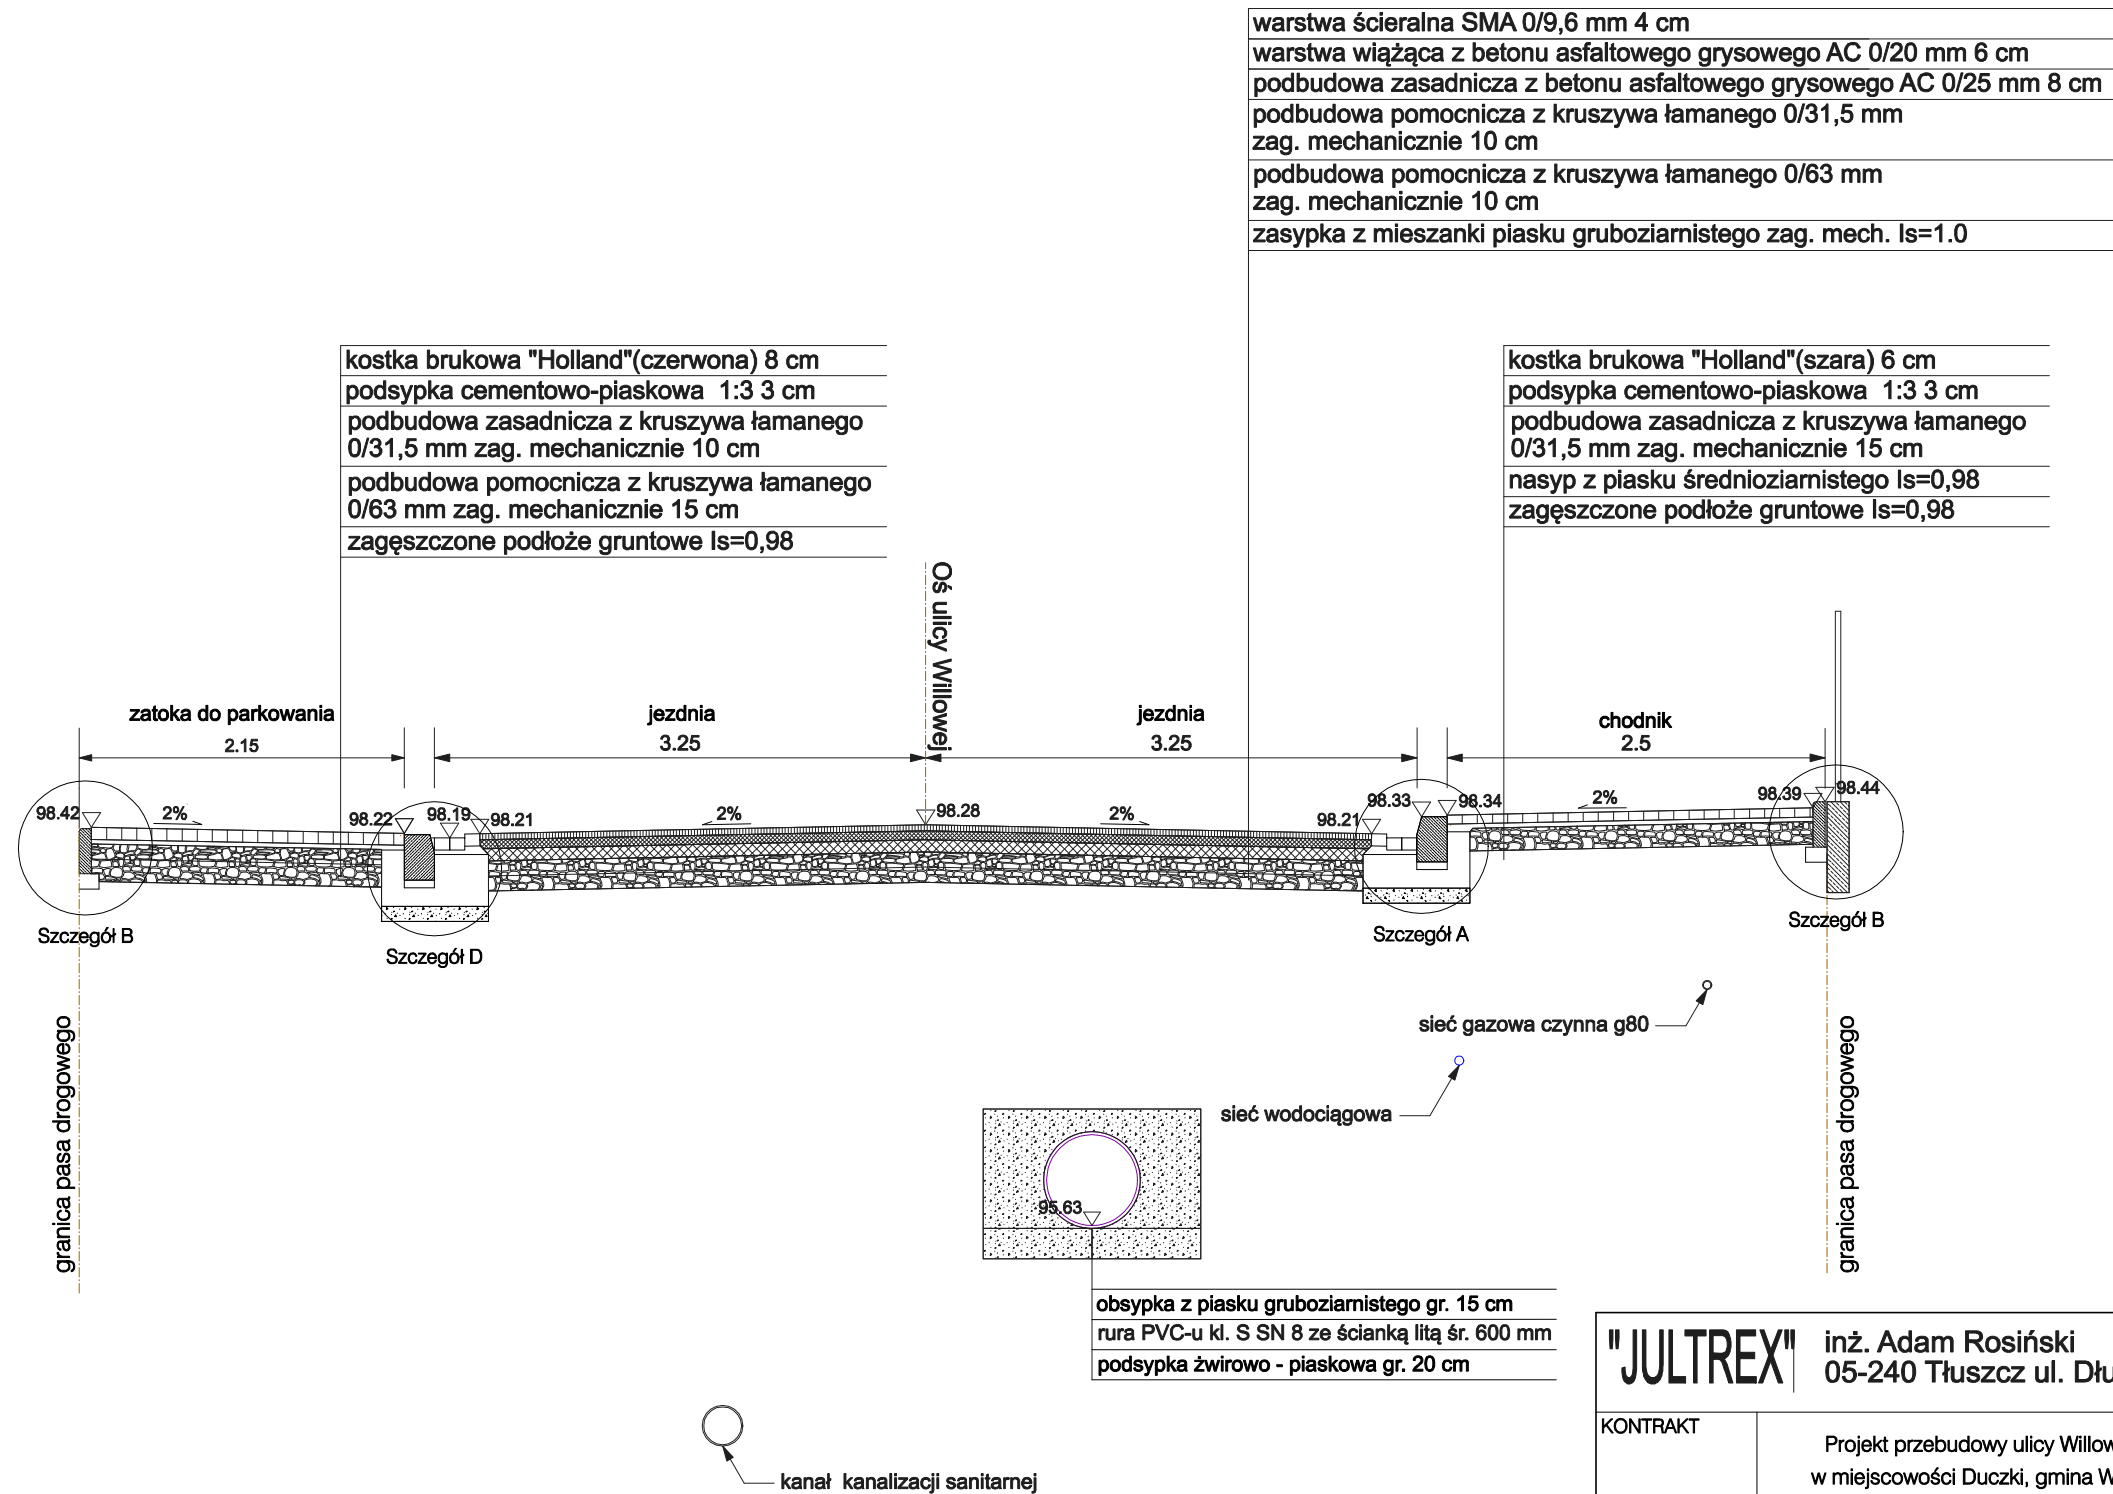 warstwa ścieralna SMA 0/9,6 mm 4 cm
warstwa wiążąca z betonu asfaltowego grysowego AC 0/20 mm 6 cm
podbudowa zasadnicza z betonu asfaltowego grysowego AC 0/25 mm 8 cm
podbudowa pomocnicza z kruszywa łamanego 0/31,5 mm
zag. mechanicznie 10 cm
podbudowa pomocnicza z kruszywa łamanego 0/63 mm
zag. mechanicznie 10 cm
zasypka z mieszanki piasku gruboziarnistego zag. mech. Is=1.0
kostka brukowa "Holland"(czerwona) 8 cm
podsypka cementowo-piaskowa 1:3 3 cm
podbudowa zasadnicza z kruszywa łamanego
0/31,5 mm zag. mechanicznie 10 cm
podbudowa pomocnicza z kruszywa łamanego
0/63 mm zag. mechanicznie 15 cm
zagęszczone podłoże gruntowe Is=0,98
kostka brukowa "Holland"(szara) 6 cm
podsypka cementowo-piaskowa 1:3 3 cm
podbudowa zasadnicza z kruszywa łamanego
0/31,5 mm zag. mechanicznie 15 cm
nasyp z piasku średnioziarnistego Is=0,98
zagęszczone podłoże gruntowe Is=0,98
Oś ulicy Willowej
zatoka do parkowania
2.15
jezdnia
3.25
jezdnia
3.25
chodnik
2.5
98.42
2%
98.22
98.19
98.21
2%
98.28
2%
98.21
98.33
98.34
2%
98.39
98.44
Szczegół B
Szczegół D
Szczegół A
Szczegół B
granica pasa drogowego
granica pasa drogowego
sieć gazowa czynna g80
sieć wodociągowa
95.63
obsypka z piasku gruboziarnistego gr. 15 cm
rura PVC-u kl. S SN 8 ze ścianką litą śr. 600 mm
podsypka żwirowo - piaskowa gr. 20 cm
kanał kanalizacji sanitarnej
"JULTREX"
inż. Adam Rosiński
05-240 Tłuszcz ul. Dłu
KONTRAKT
Projekt przebudowy ulicy Willow
w miejscowości Duczki, gmina W